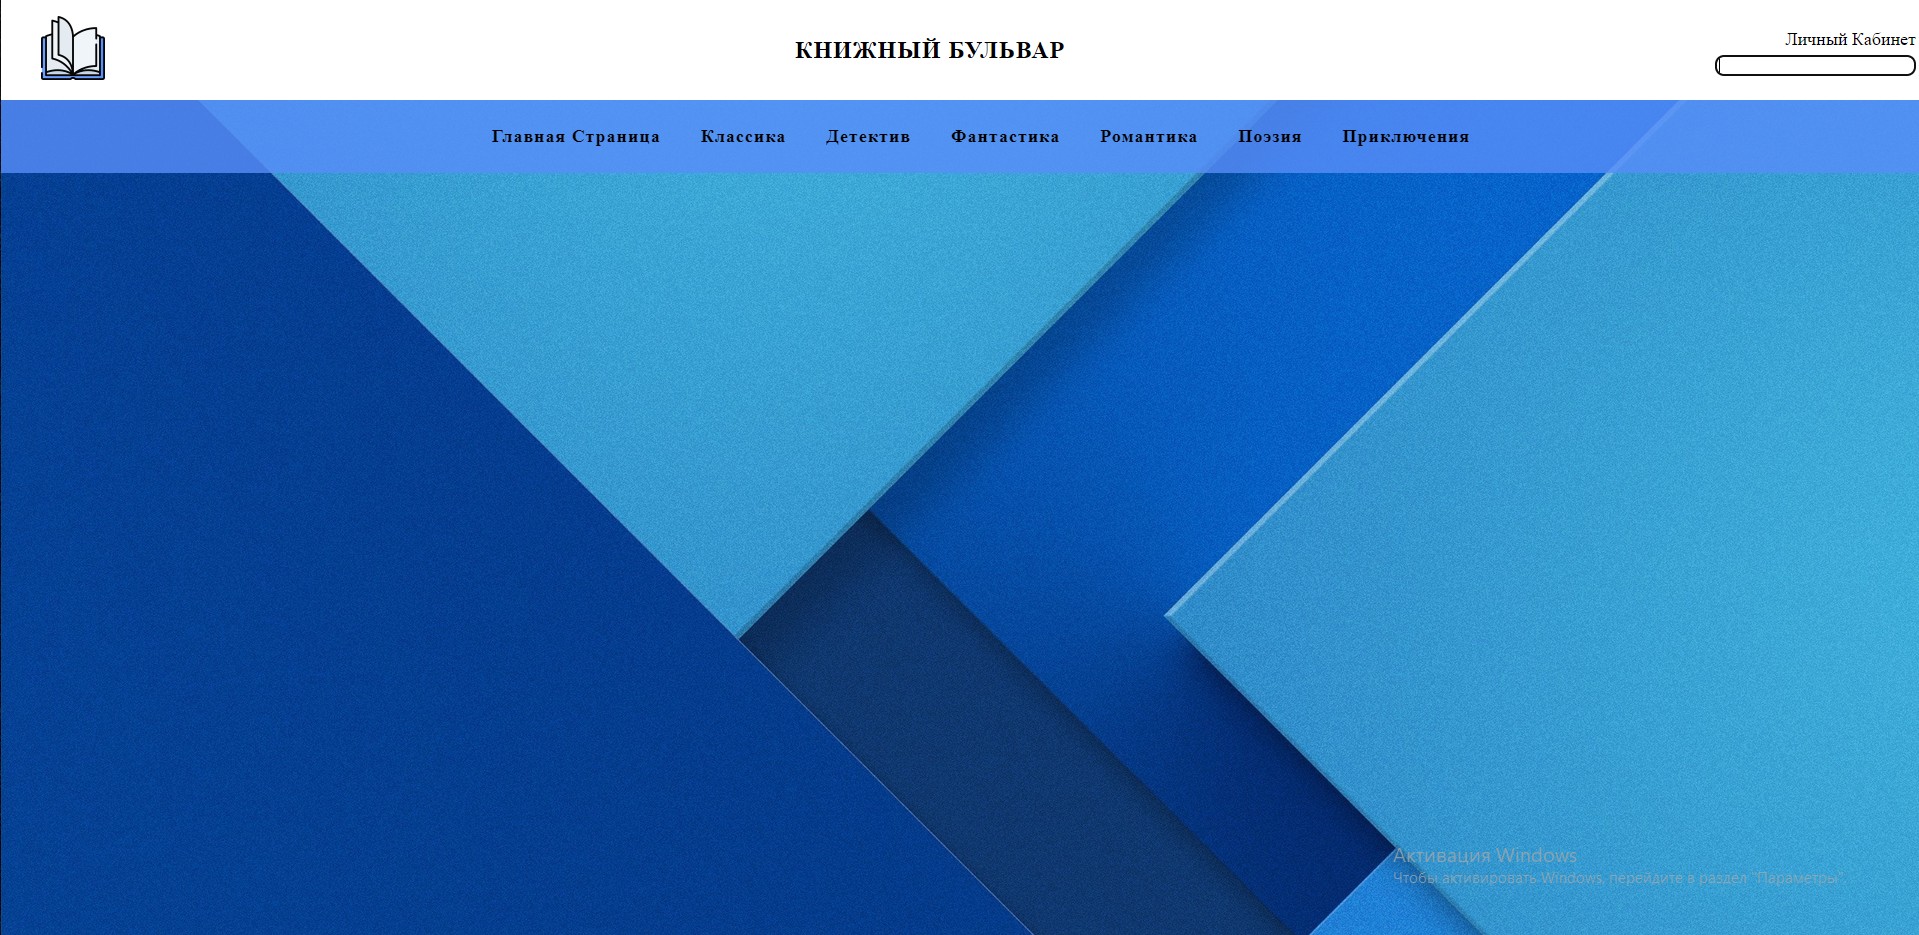 КНИЖНЫЙ БУЛЬВАР
Личный Кабинет
Главная Страница Классика Детектив Фантастика Романтика Поэзия Приключения
Активация Windows
Чтобы активировать Windows, перейдите в раздел "Параметры".